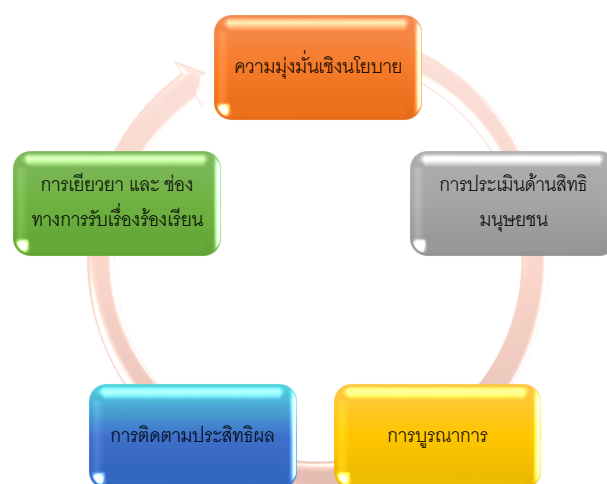 ความมุ่งมั่นเชิงนโยบาย
การประเมินด้านสิทธิ
มนุษยชน
การบูรณาการ
การติดตามประสิทธิผล
การเยียวยา และ ช่อง
ทางการรับเรื่องร้องเรียน